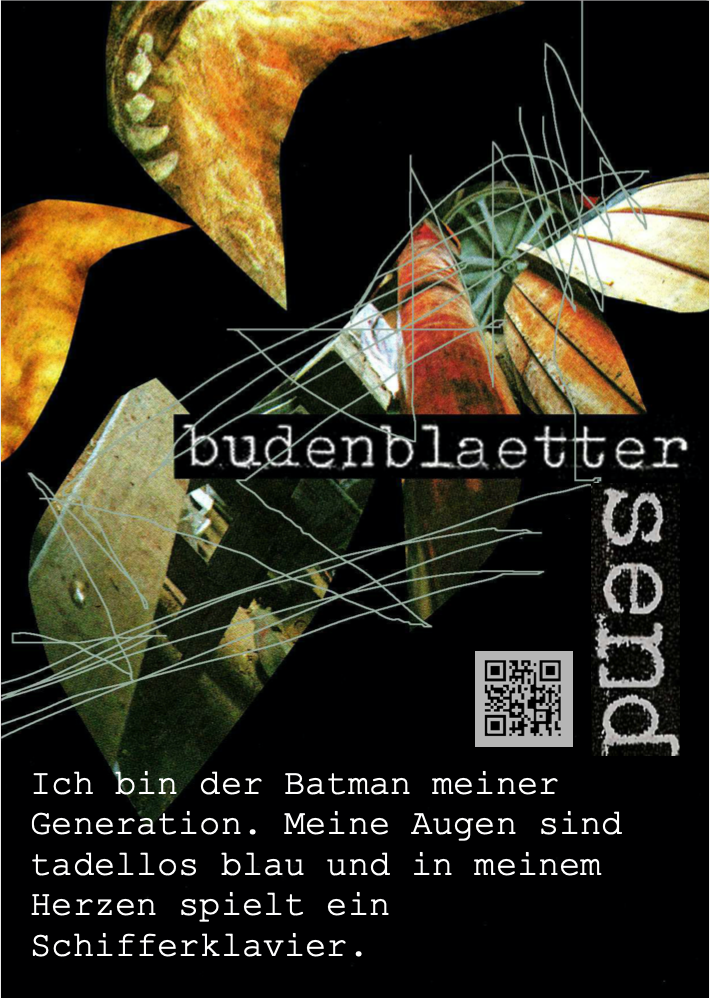 budenblaetter
send
Ich bin der Batman meiner
Generation. Meine Augen sind
tadellos blau und in meinem
Herzen spielt ein
Schifferklavier.